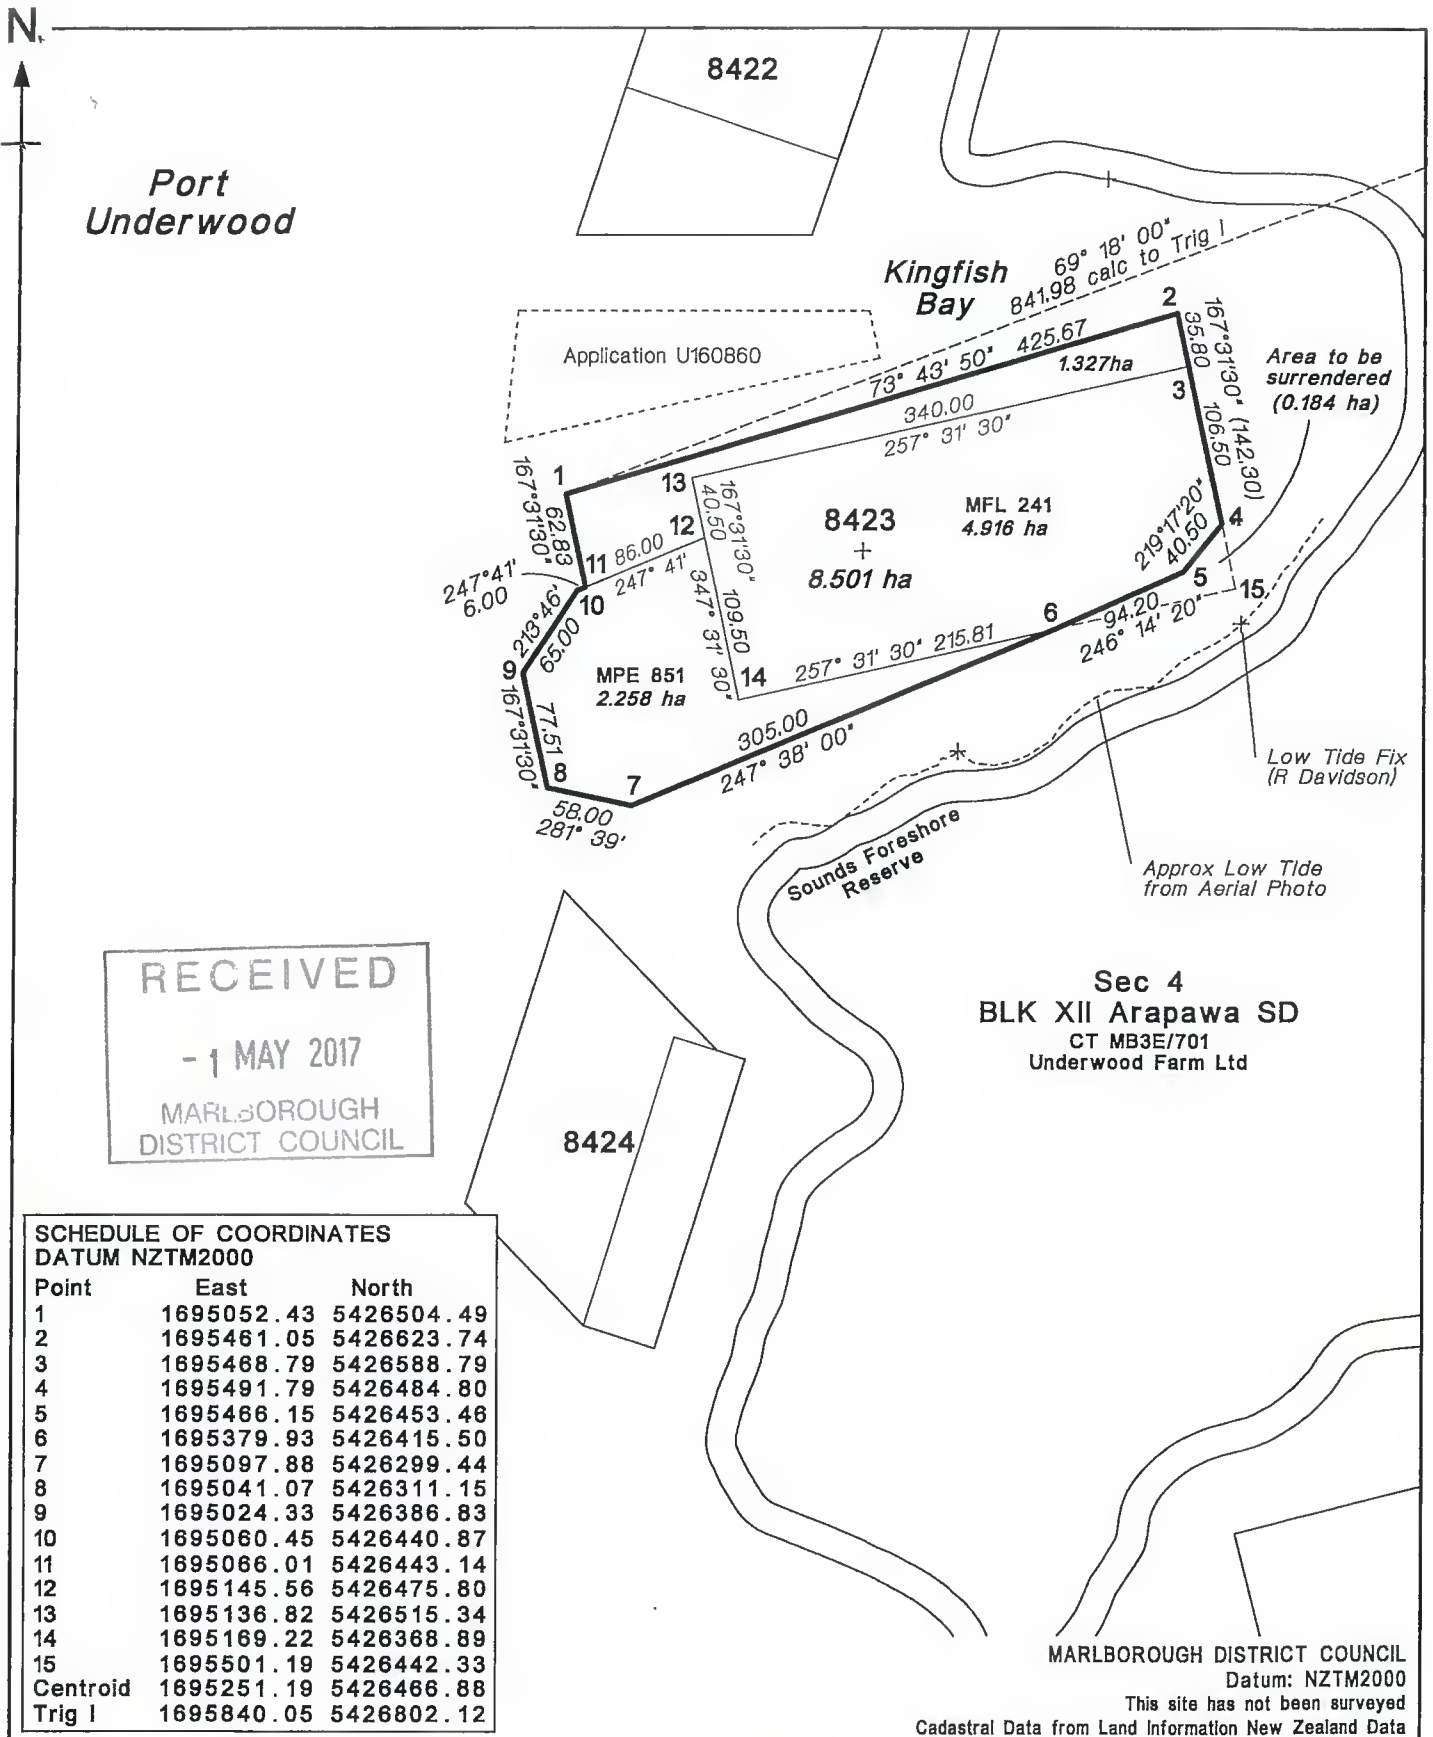 N.
8422
Port
Underwood
Kingfish
Bay
69° 18' 00"
841.98 calc to Trig I
Application U160860
73° 43' 50" 425.67
1.327ha
2
167°31'30" (142.30)
35.80
3
106.50
Area to be
surrendered
(0.184 ha)
340.00
257° 31' 30"
1
13
167°31'30"
62.83
167°31'30"
40.50
12
11
86.00
247° 41'
8423
8.501 ha
MFL 241
4.916 ha
219°17'20"
40.50
4
5
15
247°41'
6.00
10
213°46'
65.00
347° 31' 30"
109.50
6
94.20
246° 14' 20"
9
MPE 851
2.258 ha
14
257° 31' 30" 215.81
167°31'30"
77.51
305.00
247° 38' 00"
8
7
58.00
281° 39'
Low Tide Fix
(R Davidson)
Sounds Foreshore
Reserve
Approx Low Tide
from Aerial Photo
RECEIVED
- 1 MAY 2017
MARLBOROUGH
DISTRICT COUNCIL
Sec 4
BLK XII Arapawa SD
CT MB3E/701
Underwood Farm Ltd
8424
SCHEDULE OF COORDINATES
DATUM NZTM2000
Point East North
1 1695052.43 5426504.49
2 1695461.05 5426623.74
3 1695468.79 5426588.79
4 1695491.79 5426484.80
5 1695466.15 5426453.46
6 1695379.93 5426415.50
7 1695097.88 5426299.44
8 1695041.07 5426311.15
9 1695024.33 5426386.83
10 1695060.45 5426440.87
11 1695066.01 5426443.14
12 1695145.56 5426475.80
13 1695136.82 5426515.34
14 1695169.22 5426368.89
15 1695501.19 5426442.33
Centroid 1695251.19 5426466.88
Trig I 1695840.05 5426802.12
MARLBOROUGH DISTRICT COUNCIL
Datum: NZTM2000
This site has not been surveyed
Cadastral Data from Land Information New Zealand Data